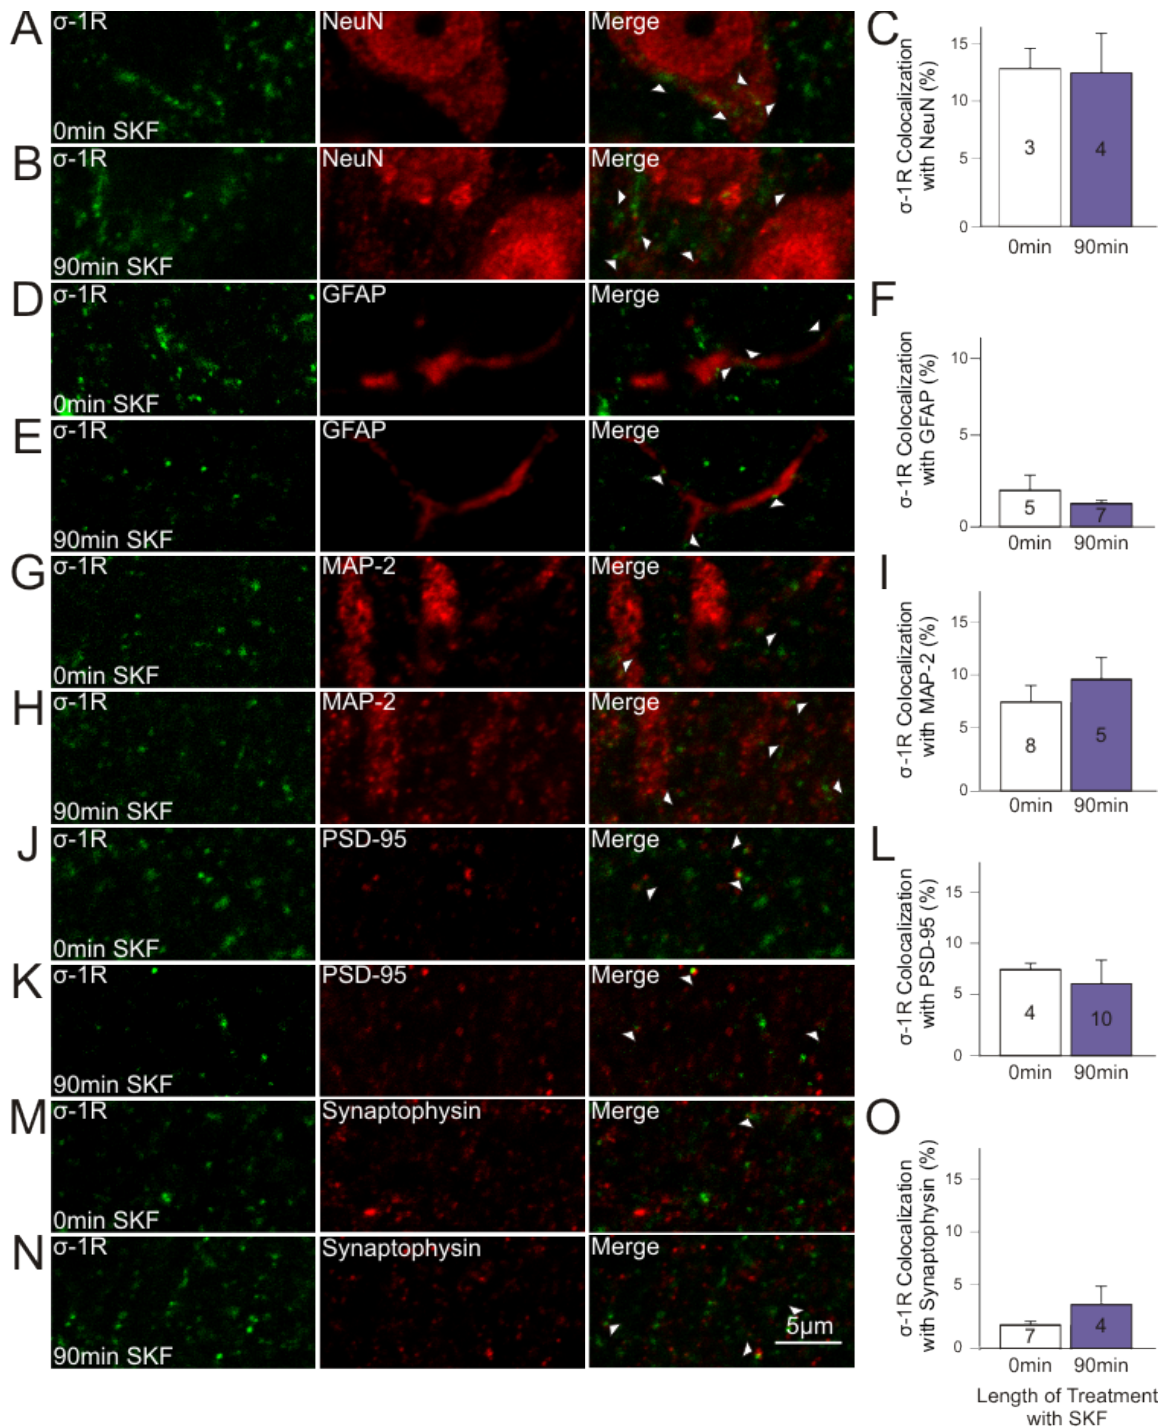 A
σ-1R
NeuN
Merge
0min SKF
B
σ-1R
NeuN
Merge
90min SKF
C
σ-1R Colocalization
with NeuN (%)
15
10
5
0
3
4
0min
90min
D
σ-1R
GFAP
Merge
0min SKF
E
σ-1R
GFAP
Merge
90min SKF
F
σ-1R Colocalization
with GFAP (%)
10
5
0
5
7
0min
90min
G
σ-1R
MAP-2
Merge
0min SKF
H
σ-1R
MAP-2
Merge
90min SKF
I
σ-1R Colocalization
with MAP-2 (%)
15
10
5
0
8
5
0min
90min
J
σ-1R
PSD-95
Merge
0min SKF
K
σ-1R
PSD-95
Merge
90min SKF
L
σ-1R Colocalization
with PSD-95 (%)
15
10
5
0
4
10
0min
90min
M
σ-1R
Synaptophysin
Merge
0min SKF
N
σ-1R
Synaptophysin
Merge
90min SKF
5μm
O
σ-1R Colocalization
with Synaptophysin (%)
15
10
5
0
7
4
0min
90min
Length of Treatment
with SKF